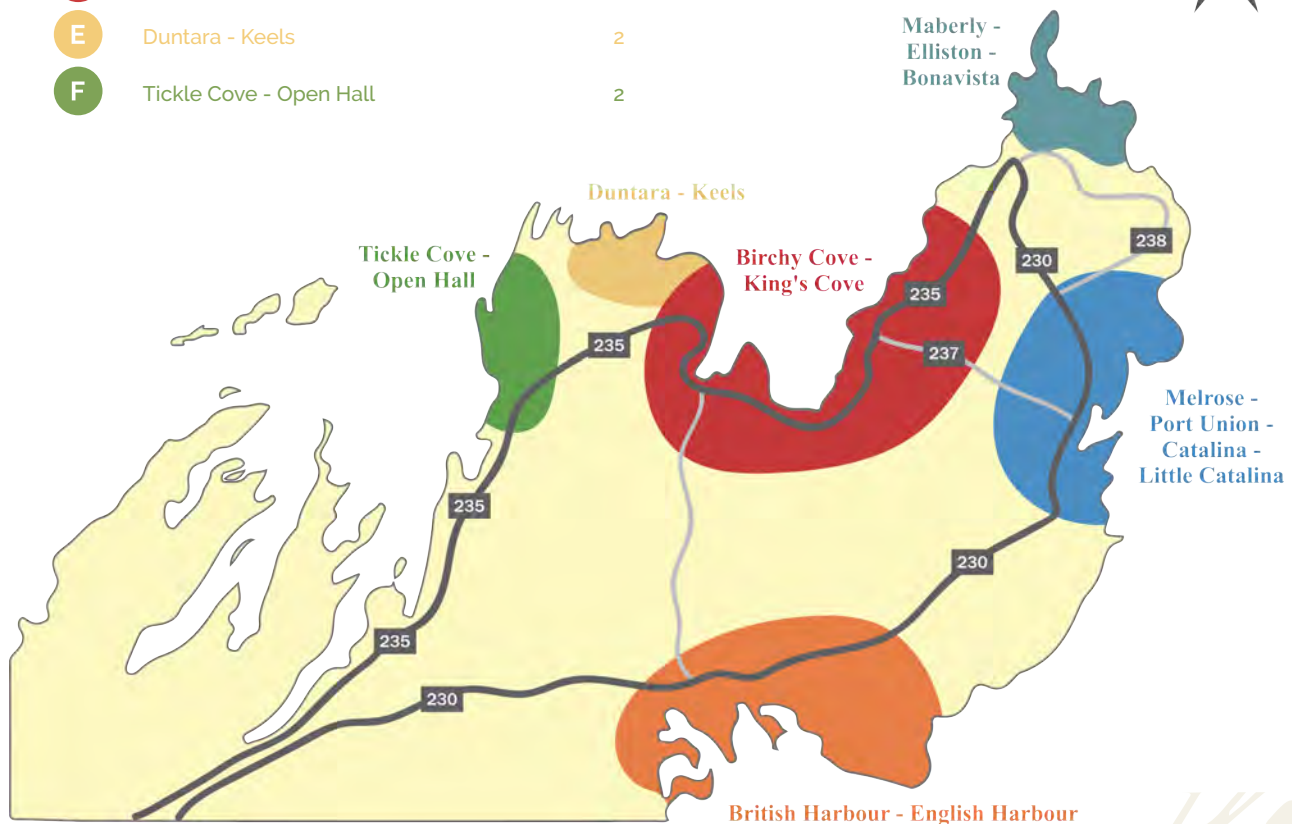 E Duntara - Keels 2
F Tickle Cove - Open Hall 2
Maberly -
Elliston -
Bonavista
Duntara - Keels
Tickle Cove -
Open Hall
Birchy Cove -
King's Cove
238
230
235
235
237
Melrose -
Port Union -
Catalina -
Little Catalina
235
230
235
230
British Harbour - English Harbour